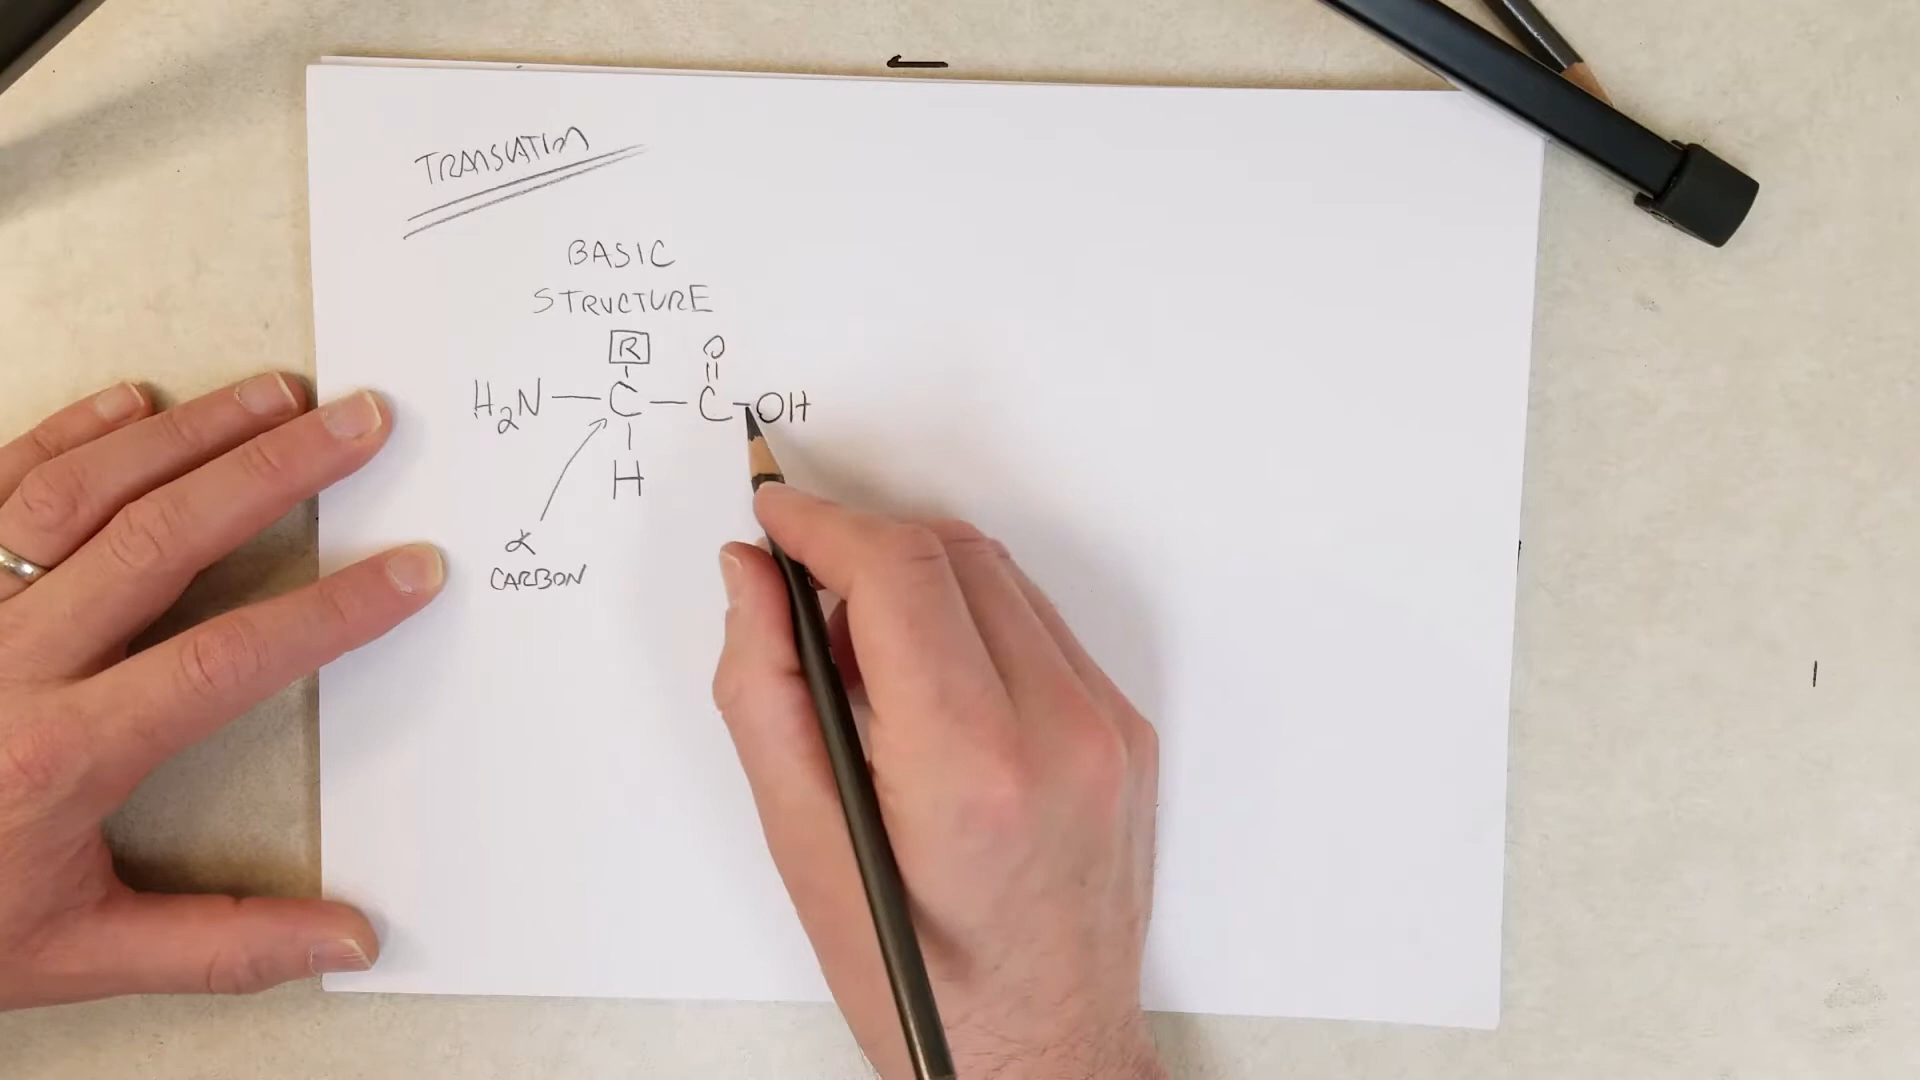 TRANSLATION
BASIC
STRUCTURE
R O
H₂N — C — C - OH
H
α
CARBON